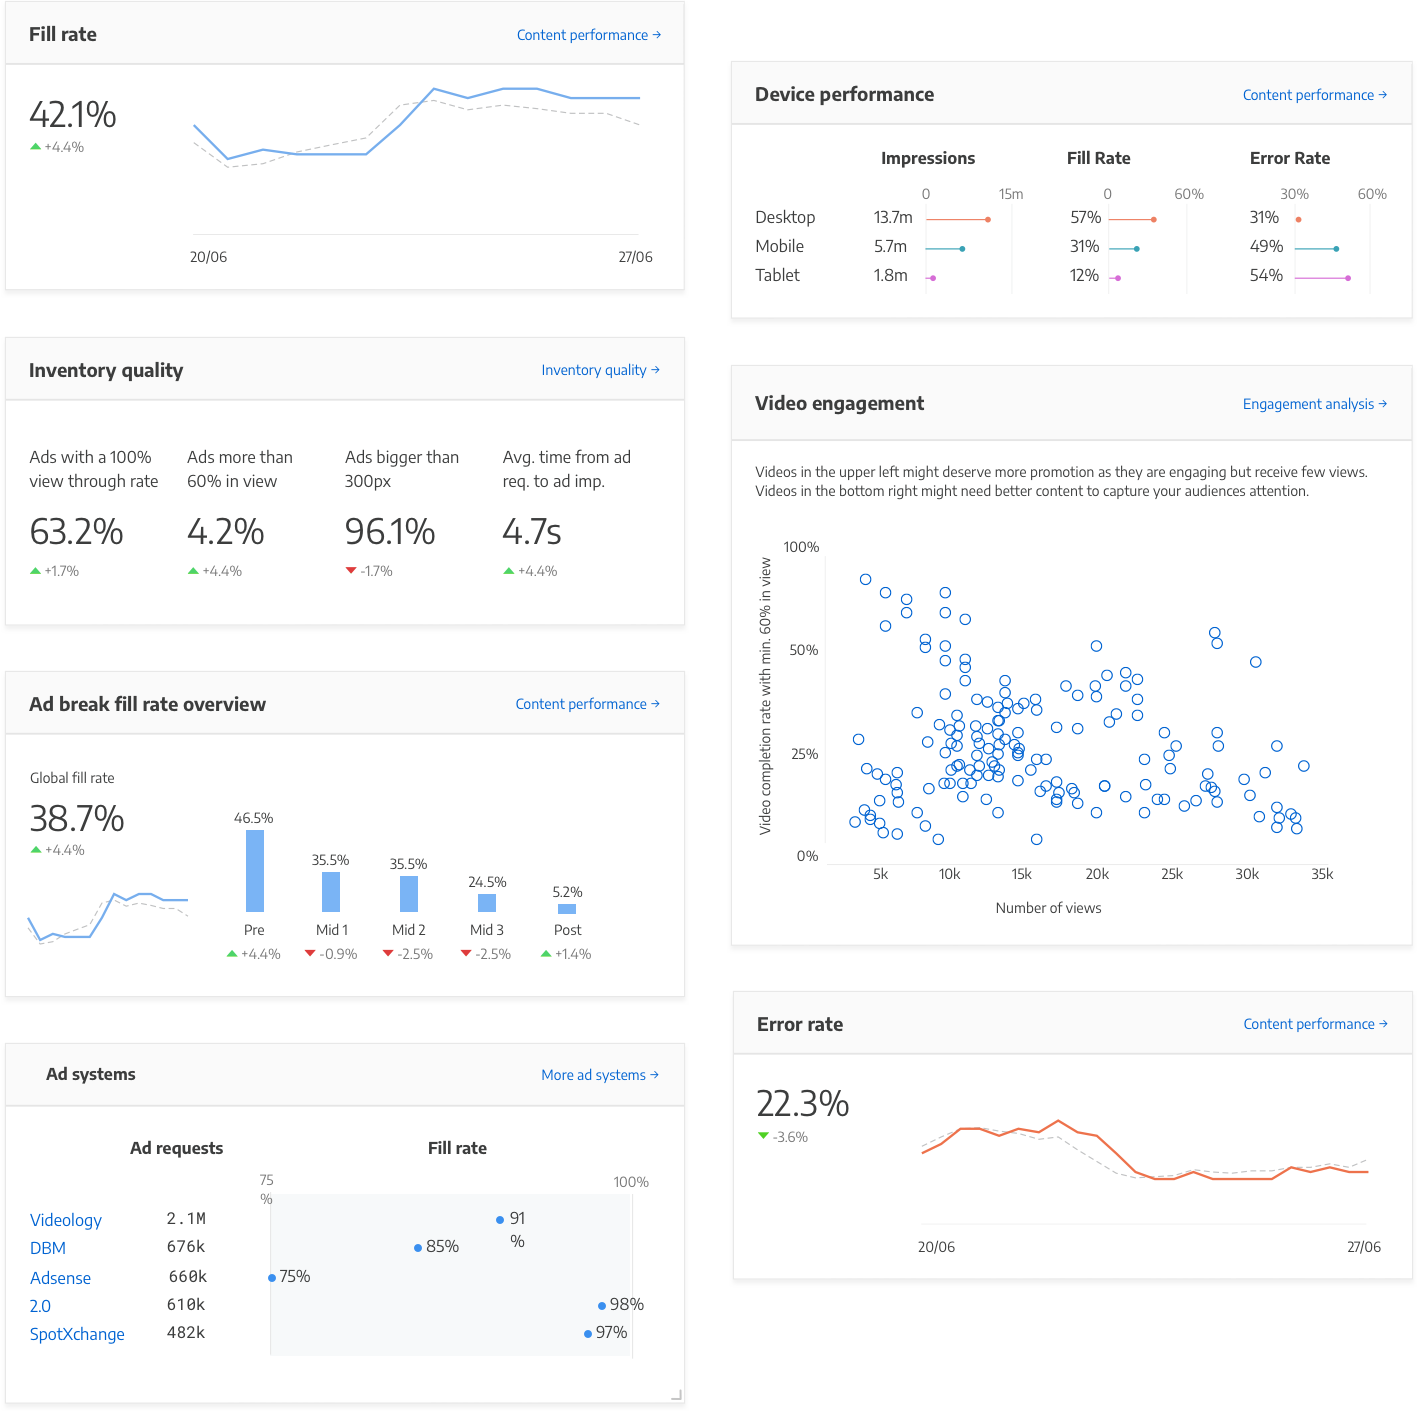 Fill rate
Content performance →
42.1%
+4.4%
20/06
27/06
Inventory quality
Inventory quality →
Ads with a 100%
view through rate
63.2%
+1.7%
Ads more than
60% in view
4.2%
+4.4%
Ads bigger than
300px
96.1%
-1.7%
Avg. time from ad
req. to ad imp.
4.7s
+4.4%
Ad break fill rate overview
Content performance →
Global fill rate
38.7%
+4.4%
46.5%
35.5%
35.5%
24.5%
5.2%
Pre
Mid 1
Mid 2
Mid 3
Post
+4.4%
-0.9%
-2.5%
-2.5%
+1.4%
Ad systems
More ad systems →
Ad requests
Fill rate
75
%
100%
Videology
2.1M
91
%
DBM
676k
85%
Adsense
660k
75%
2.0
610k
98%
SpotXchange
482k
97%
Device performance
Content performance →
Impressions
Fill Rate
Error Rate
0
15m
0
60%
30%
60%
Desktop
13.7m
57%
31%
Mobile
5.7m
31%
49%
Tablet
1.8m
12%
54%
Video engagement
Engagement analysis →
Videos in the upper left might deserve more promotion as they are engaging but receive few views.
Videos in the bottom right might need better content to capture your audiences attention.
Video completion rate with min. 60% in view
100%
50%
25%
0%
5k
10k
15k
20k
25k
30k
35k
Number of views
Error rate
Content performance →
22.3%
-3.6%
20/06
27/06